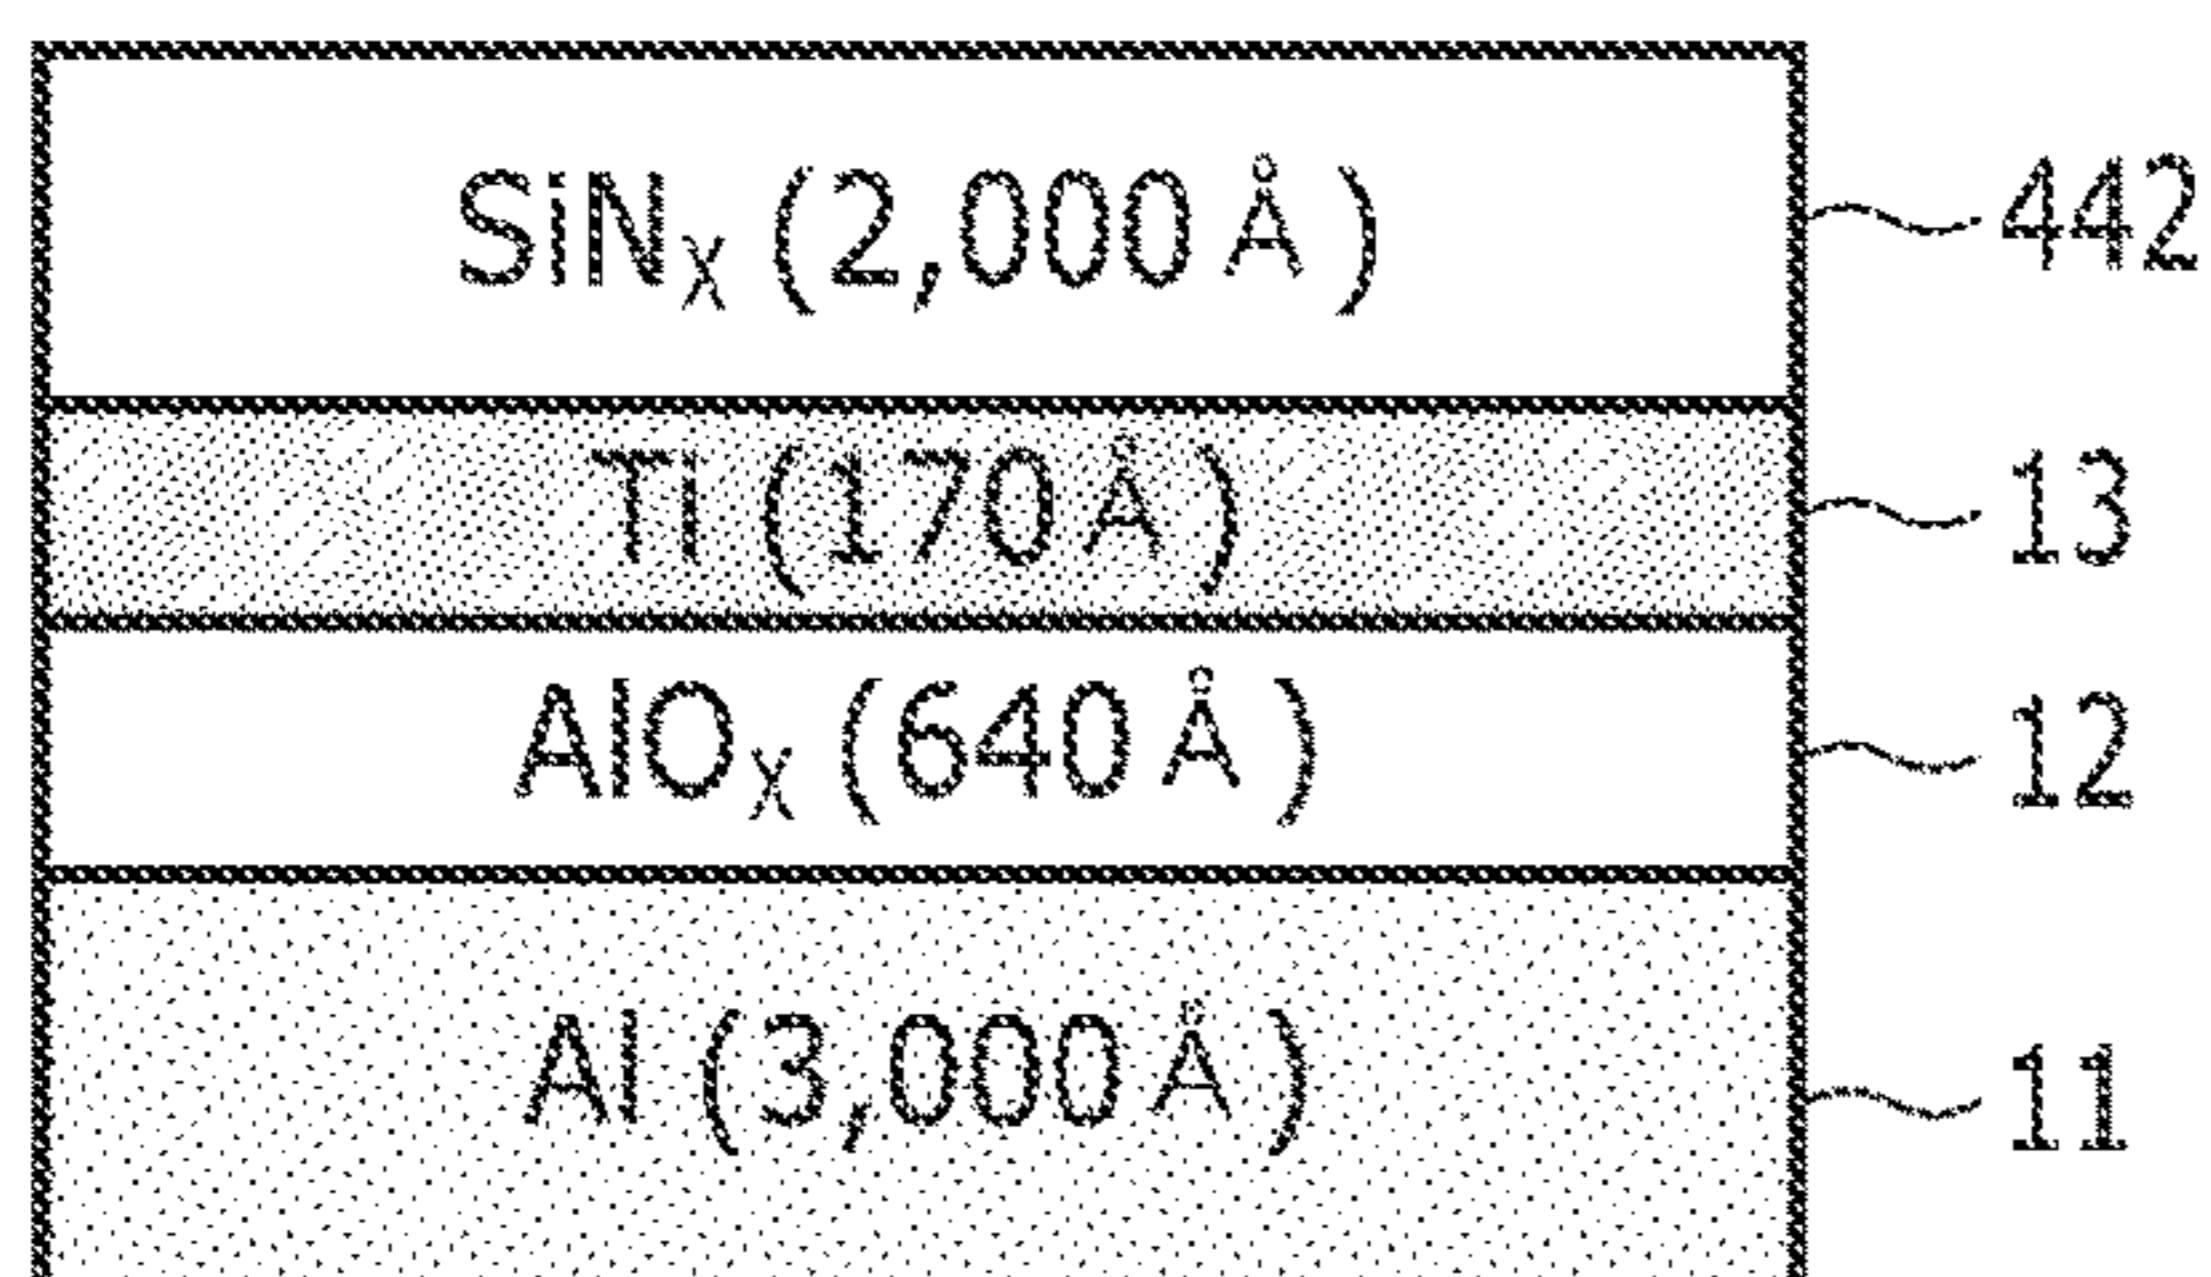 SiNX (2,000 Å) 442
Ti (170 Å) 13
AlOX (640 Å) 12
Al (3,000 Å) 11